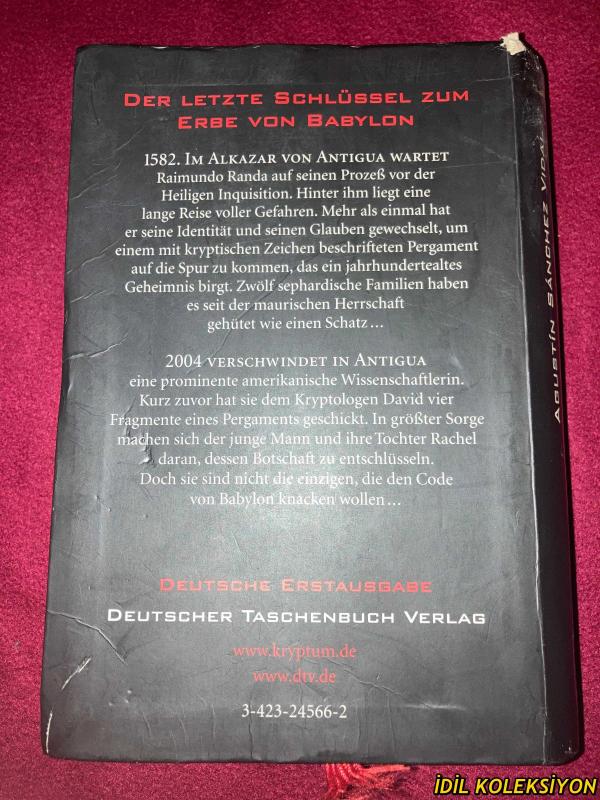 DER LETZTE SCHLÜSSEL ZUM
ERBE VON BABYLON
1582. IM ALKAZAR VON ANTIGUA WARTET
Raimundo Randa auf seinen Prozeß vor der
Heiligen Inquisition. Hinter ihm liegt eine
lange Reise voller Gefahren. Mehr als einmal hat
er seine Identität und seinen Glauben gewechselt, um
einem mit kryptischen Zeichen beschrifteten Pergament
auf die Spur zu kommen, das ein jahrhundertealtes
Geheimnis birgt. Zwölf sephardische Familien haben
es seit der maurischen Herrschaft
gehütet wie einen Schatz...
2004 VERSCHWINDET IN ANTIGUA
eine prominente amerikanische Wissenschaftlerin.
Kurz zuvor hat sie dem Kryptologen David vier
Fragmente eines Pergaments geschickt. In größter Sorge
machen sich der junge Mann und ihre Tochter Rachel
daran, dessen Botschaft zu entschlüsseln.
Doch sie sind nicht die einzigen, die den Code
von Babylon knacken wollen...
DEUTSCHE ERSTAUSGABE
DEUTSCHER TASCHENBUCH VERLAG
www.kryptum.de
www.dtv.de
3-423-24566-2
AGUSTÍN SÁNCHEZ VIDAL
İDİL KOLEKSİYON